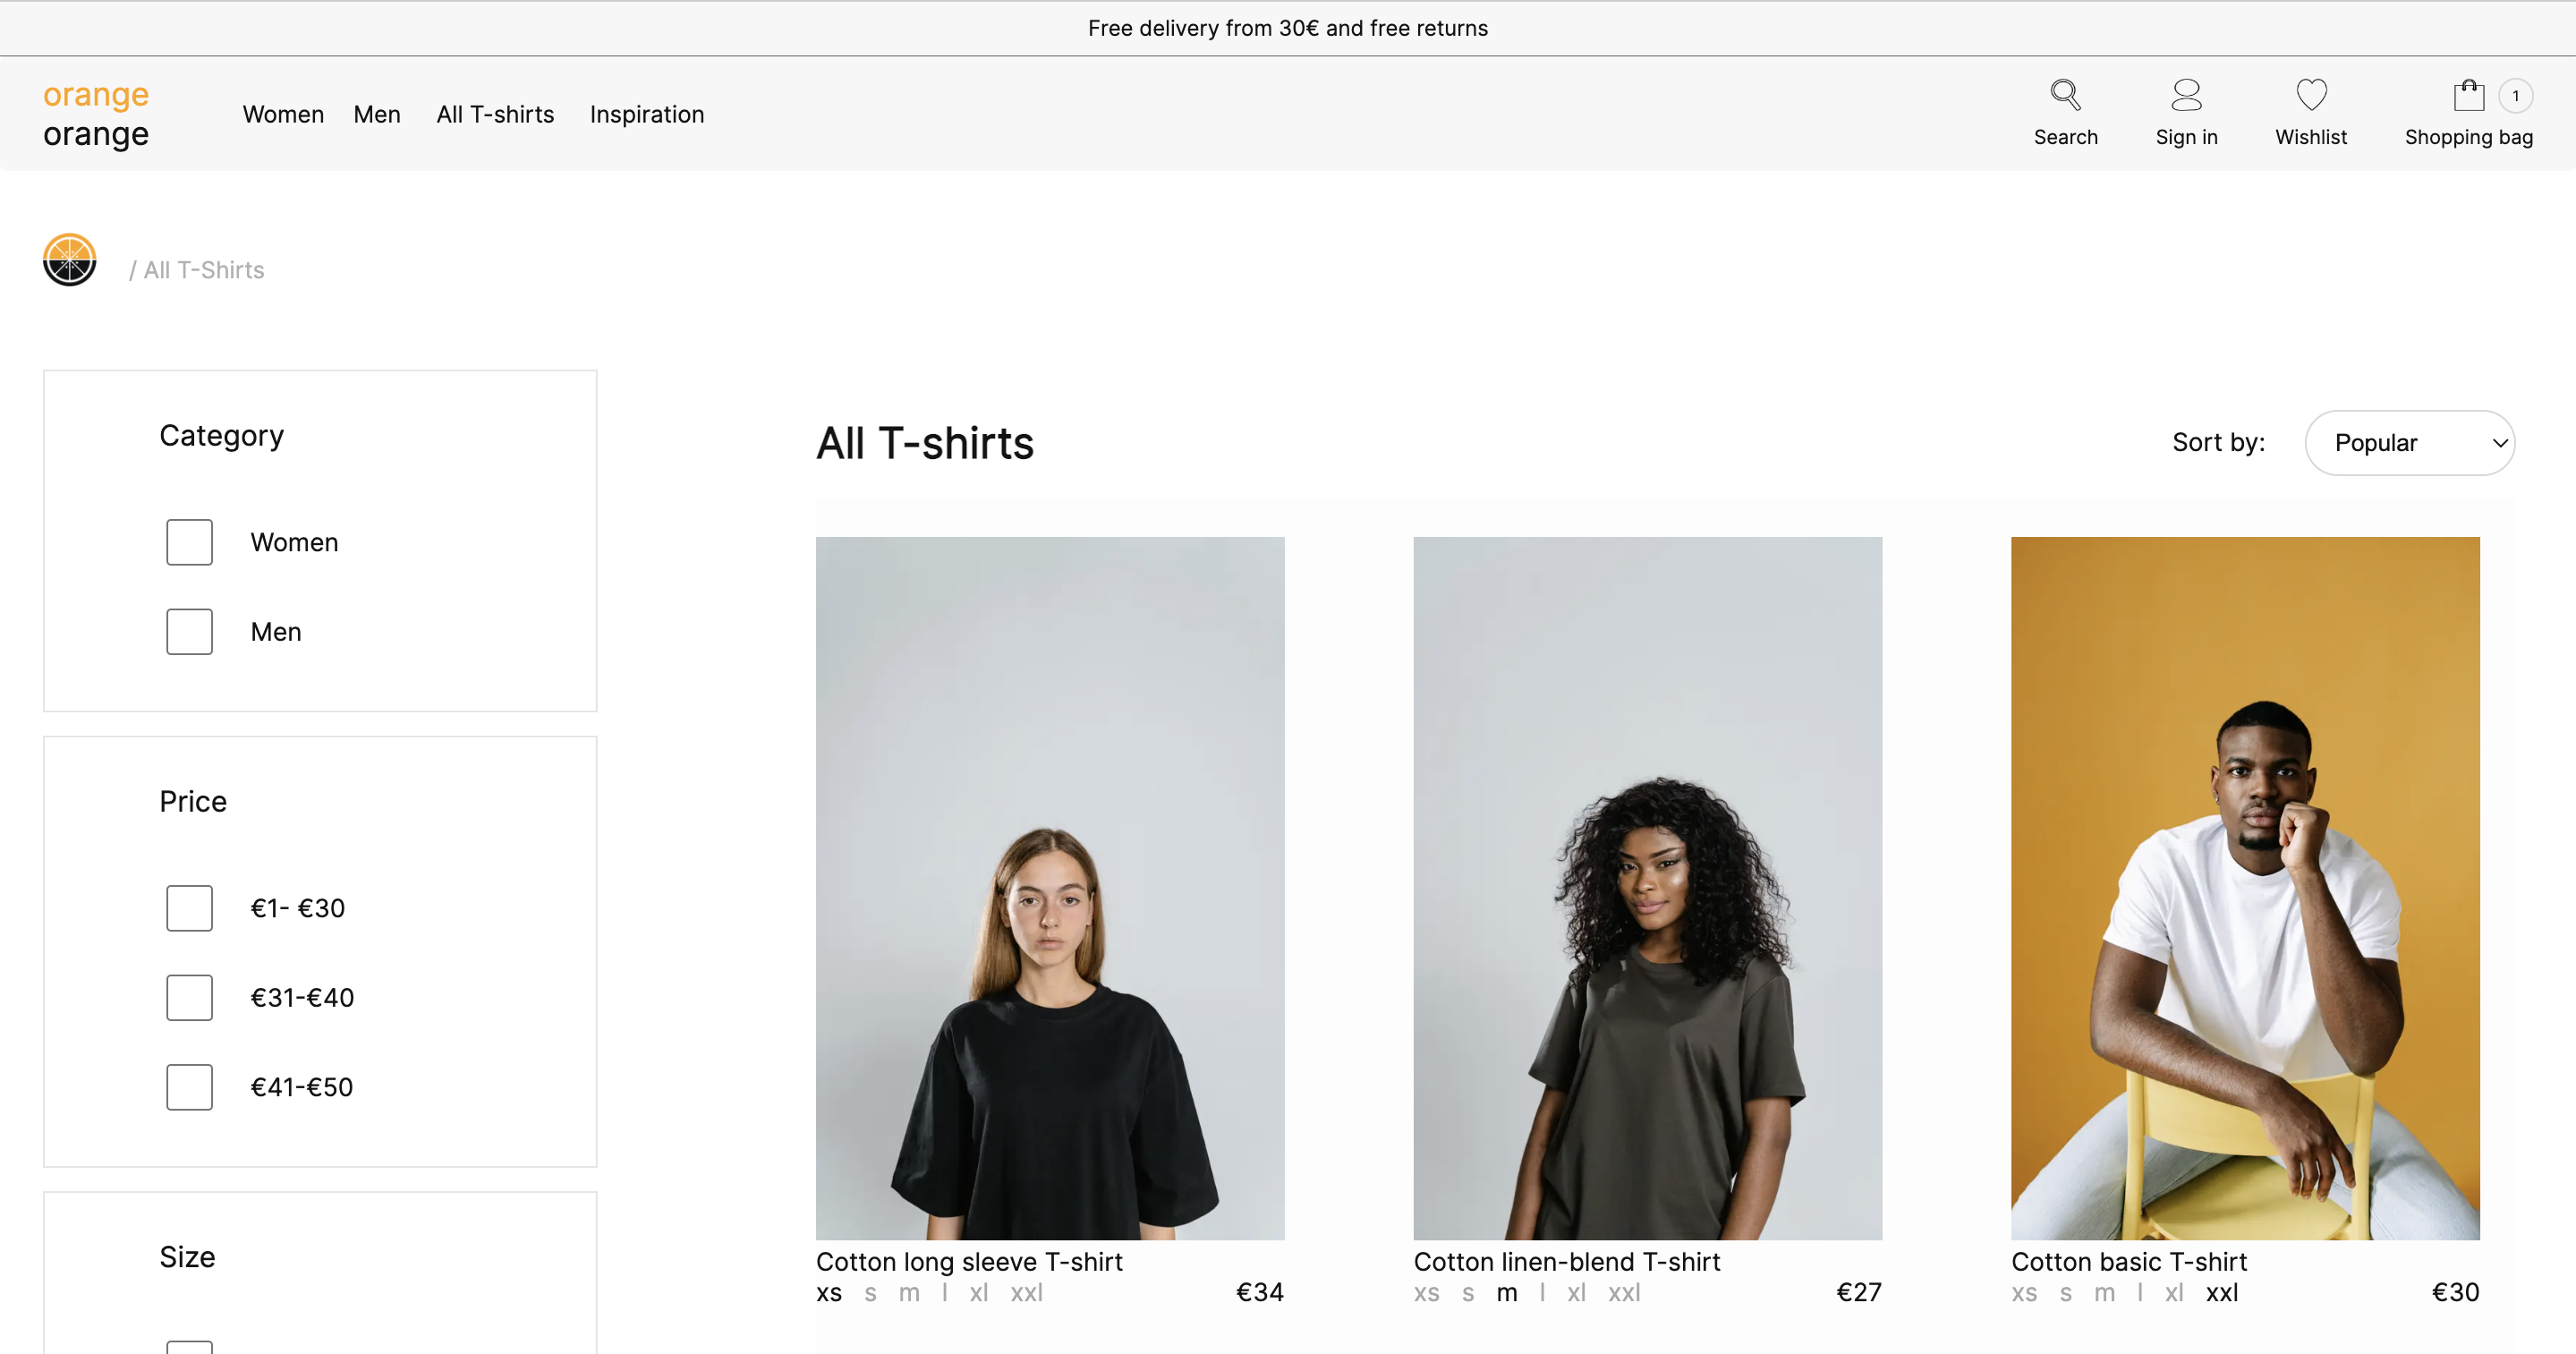 Free delivery from 30€ and free returns
orange
orange
Women Men All T-shirts Inspiration
Search Sign in Wishlist Shopping bag 1
/ All T-Shirts
Category
Women
Men
Price
€1- €30
€31-€40
€41-€50
Size
All T-shirts
Sort by: Popular
Cotton long sleeve T-shirt
xs s m l xl xxl €34
Cotton linen-blend T-shirt
xs s m l xl xxl €27
Cotton basic T-shirt
xs s m l xl xxl €30